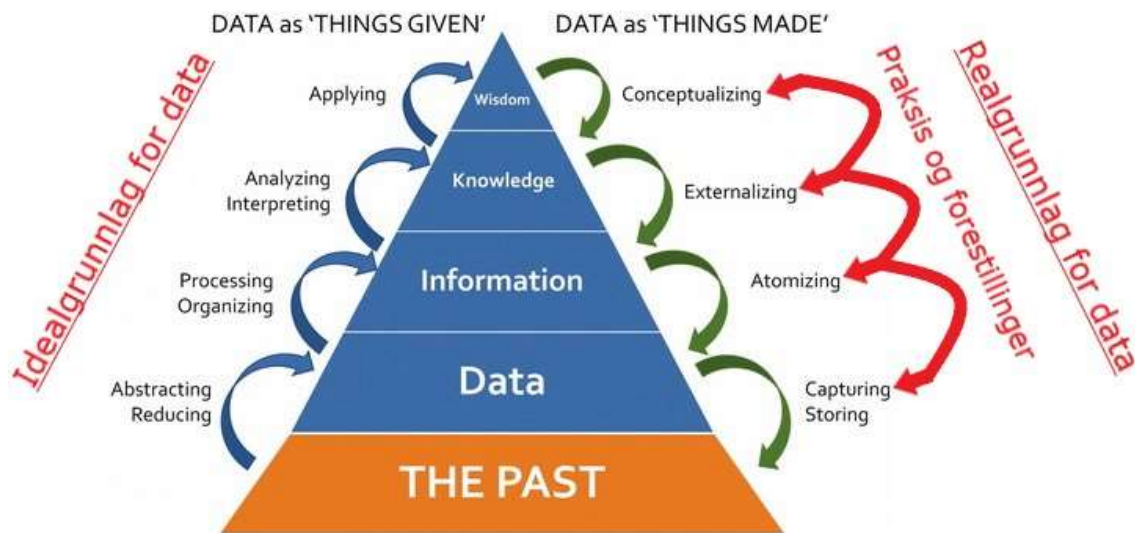 DATA as ‘THINGS GIVEN’
DATA as ‘THINGS MADE’
Idealgrunnlag for data
Applying
Analyzing
Interpreting
Processing
Organizing
Abstracting
Reducing
Wisdom
Knowledge
Information
Data
THE PAST
Conceptualizing
Externalizing
Atomizing
Capturing
Storing
Praksis og forestillinger
Realgrunnlag for data